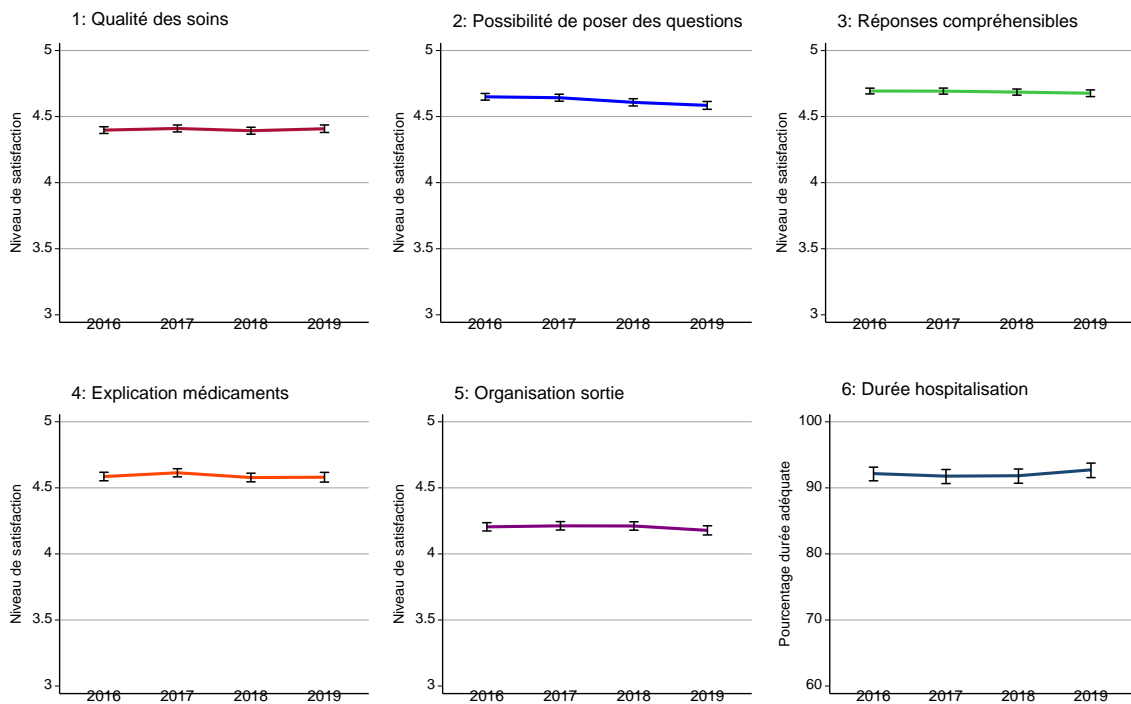 1: Qualité des soins
5
4.5
4
3.5
3
Niveau de satisfaction
2016 2017 2018 2019
2: Possibilité de poser des questions
5
4.5
4
3.5
3
Niveau de satisfaction
2016 2017 2018 2019
3: Réponses compréhensibles
5
4.5
4
3.5
3
Niveau de satisfaction
2016 2017 2018 2019
4: Explication médicaments
5
4.5
4
3.5
3
Niveau de satisfaction
2016 2017 2018 2019
5: Organisation sortie
5
4.5
4
3.5
3
Niveau de satisfaction
2016 2017 2018 2019
6: Durée hospitalisation
100
90
80
70
60
Pourcentage durée adéquate
2016 2017 2018 2019